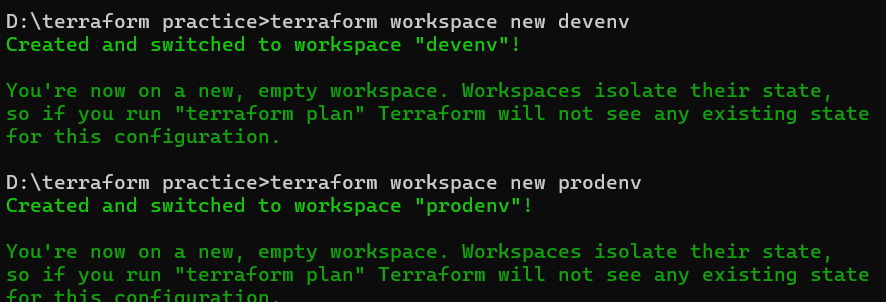 D:\terraform practice>terraform workspace new devenv
Created and switched to workspace "devenv"!
You're now on a new, empty workspace. Workspaces isolate their state,
so if you run "terraform plan" Terraform will not see any existing state
for this configuration.
D:\terraform practice>terraform workspace new prodenv
Created and switched to workspace "prodenv"!
You're now on a new, empty workspace. Workspaces isolate their state,
so if you run "terraform plan" Terraform will not see any existing state
for this configuration.